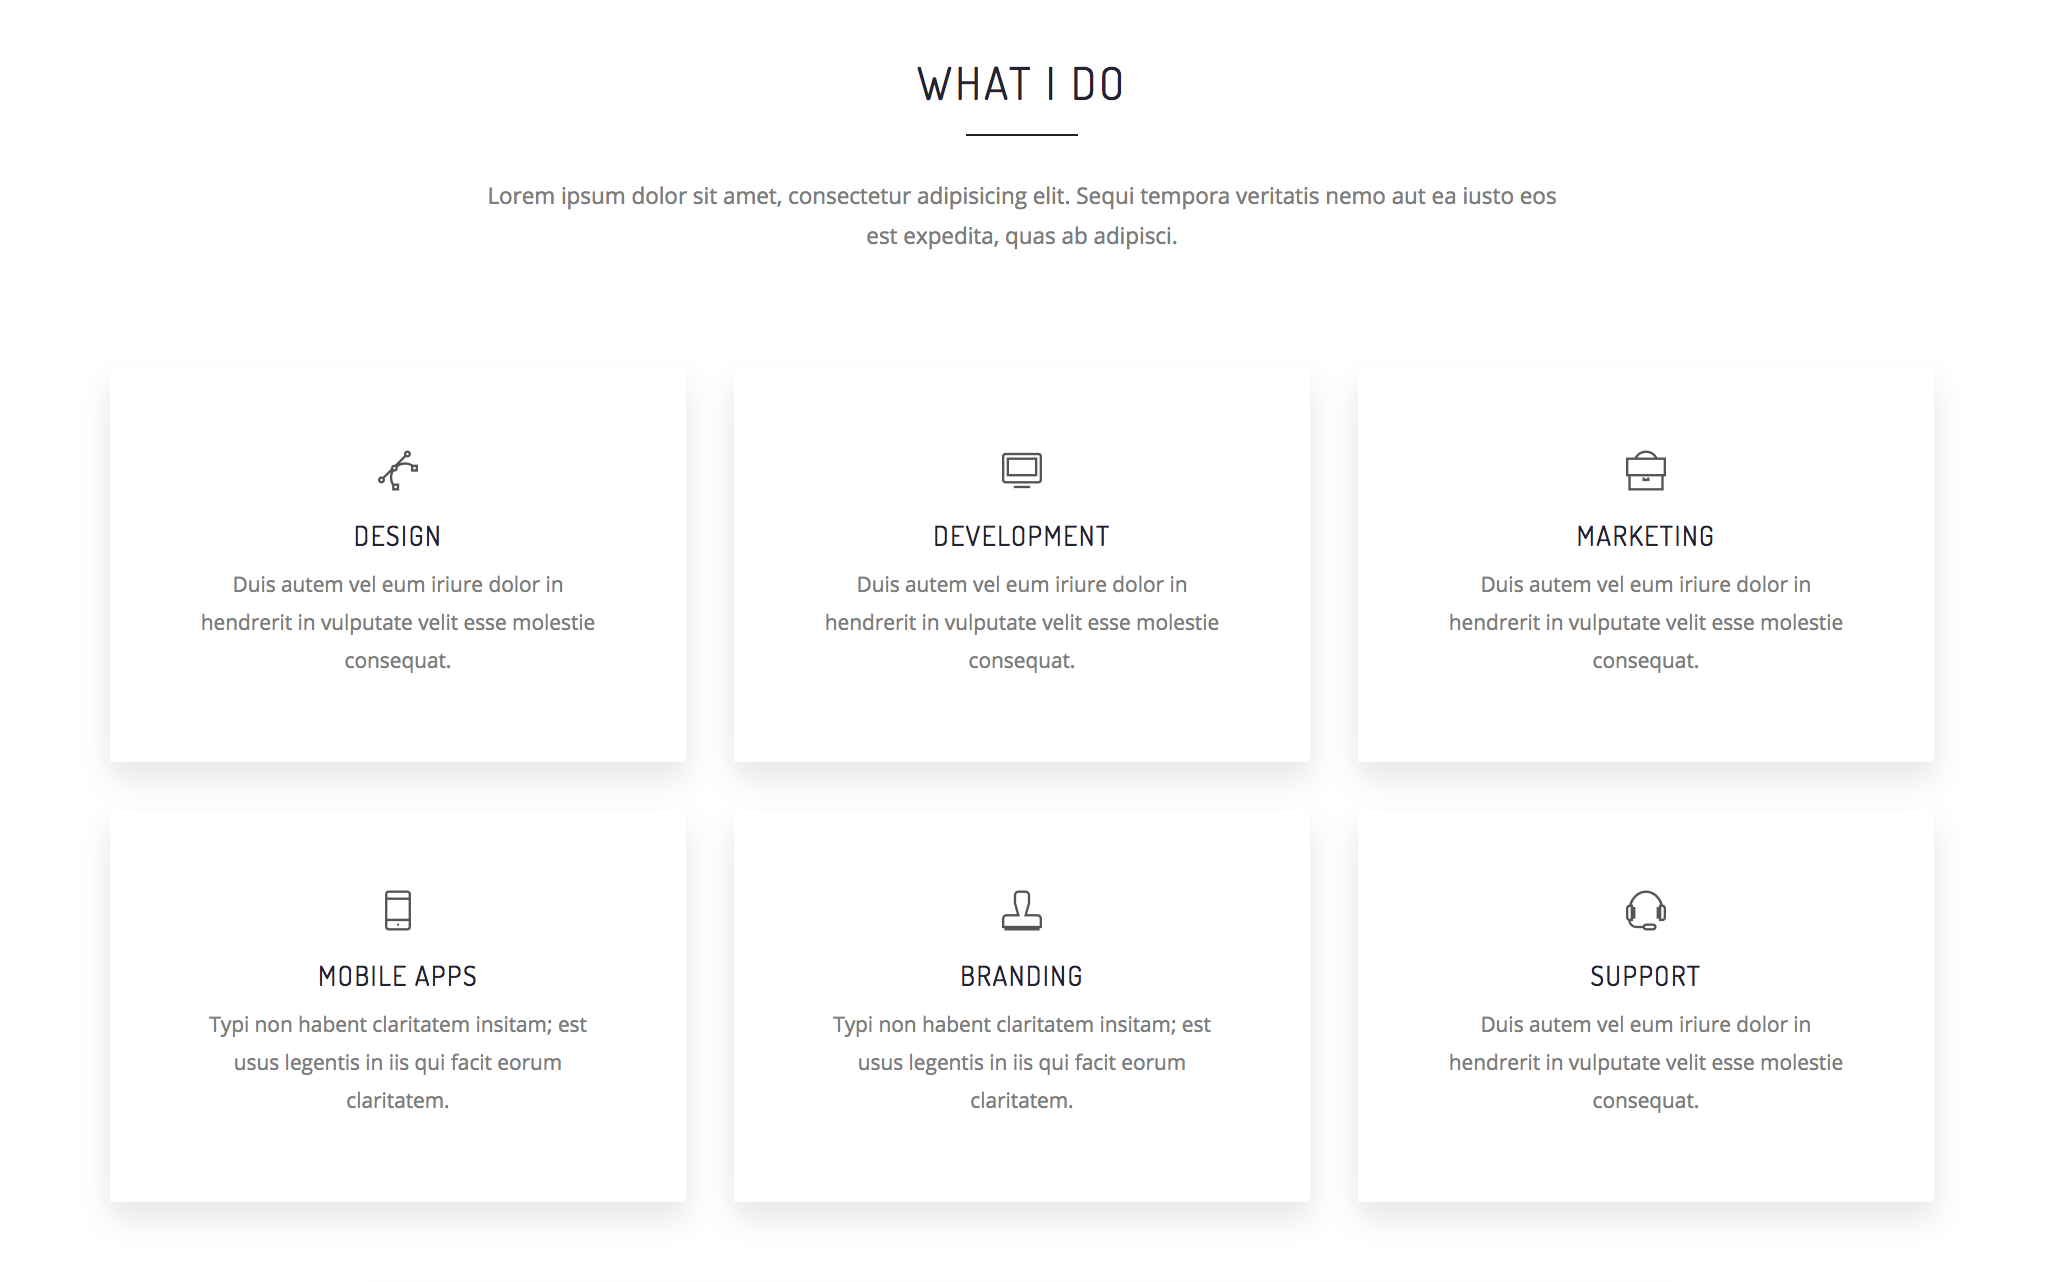 WHAT I DO
Lorem ipsum dolor sit amet, consectetur adipisicing elit. Sequi tempora veritatis nemo aut ea iusto eos
est expedita, quas ab adipisci.
DESIGN
Duis autem vel eum iriure dolor in
hendrerit in vulputate velit esse molestie
consequat.
DEVELOPMENT
Duis autem vel eum iriure dolor in
hendrerit in vulputate velit esse molestie
consequat.
MARKETING
Duis autem vel eum iriure dolor in
hendrerit in vulputate velit esse molestie
consequat.
MOBILE APPS
Typi non habent claritatem insitam; est
usus legentis in iis qui facit eorum
claritatem.
BRANDING
Typi non habent claritatem insitam; est
usus legentis in iis qui facit eorum
claritatem.
SUPPORT
Duis autem vel eum iriure dolor in
hendrerit in vulputate velit esse molestie
consequat.